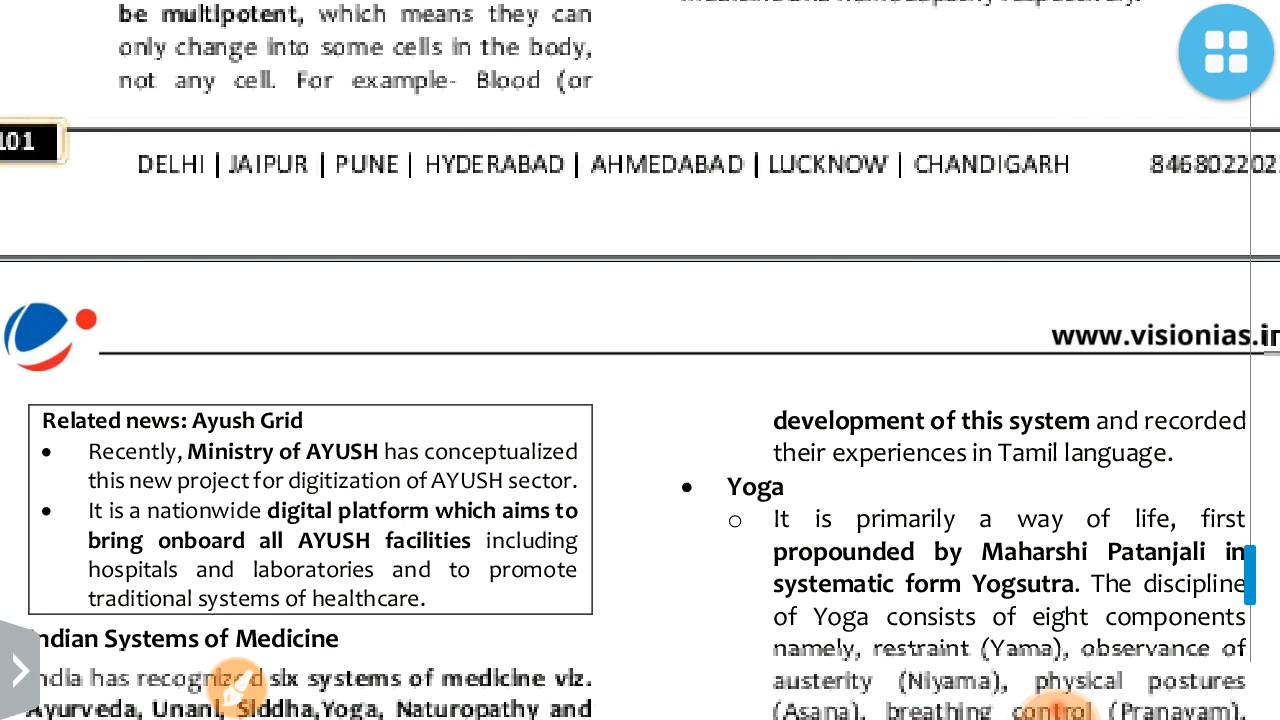 be multipotent, which means they can
only change into some cells in the body,
not any cell. For example- Blood (or
101
DELHI | JAIPUR | PUNE | HYDERABAD | AHMEDABAD | LUCKNOW | CHANDIGARH
www.visionias.in
Related news: Ayush Grid
• Recently, Ministry of AYUSH has conceptualized
this new project for digitization of AYUSH sector.
• It is a nationwide digital platform which aims to
bring onboard all AYUSH facilities including
hospitals and laboratories and to promote
traditional systems of healthcare.
Indian Systems of Medicine
India has recognized six systems of medicine viz.
Ayurveda, Unani, Siddha,Yoga, Naturopathy and
development of this system and recorded
their experiences in Tamil language.
• Yoga
o It is primarily a way of life, first
propounded by Maharshi Patanjali in
systematic form Yogsutra. The discipline
of Yoga consists of eight components
namely, restraint (Yama), observance of
austerity (Niyama), physical postures
(Asana), breathing control (Pranayam),